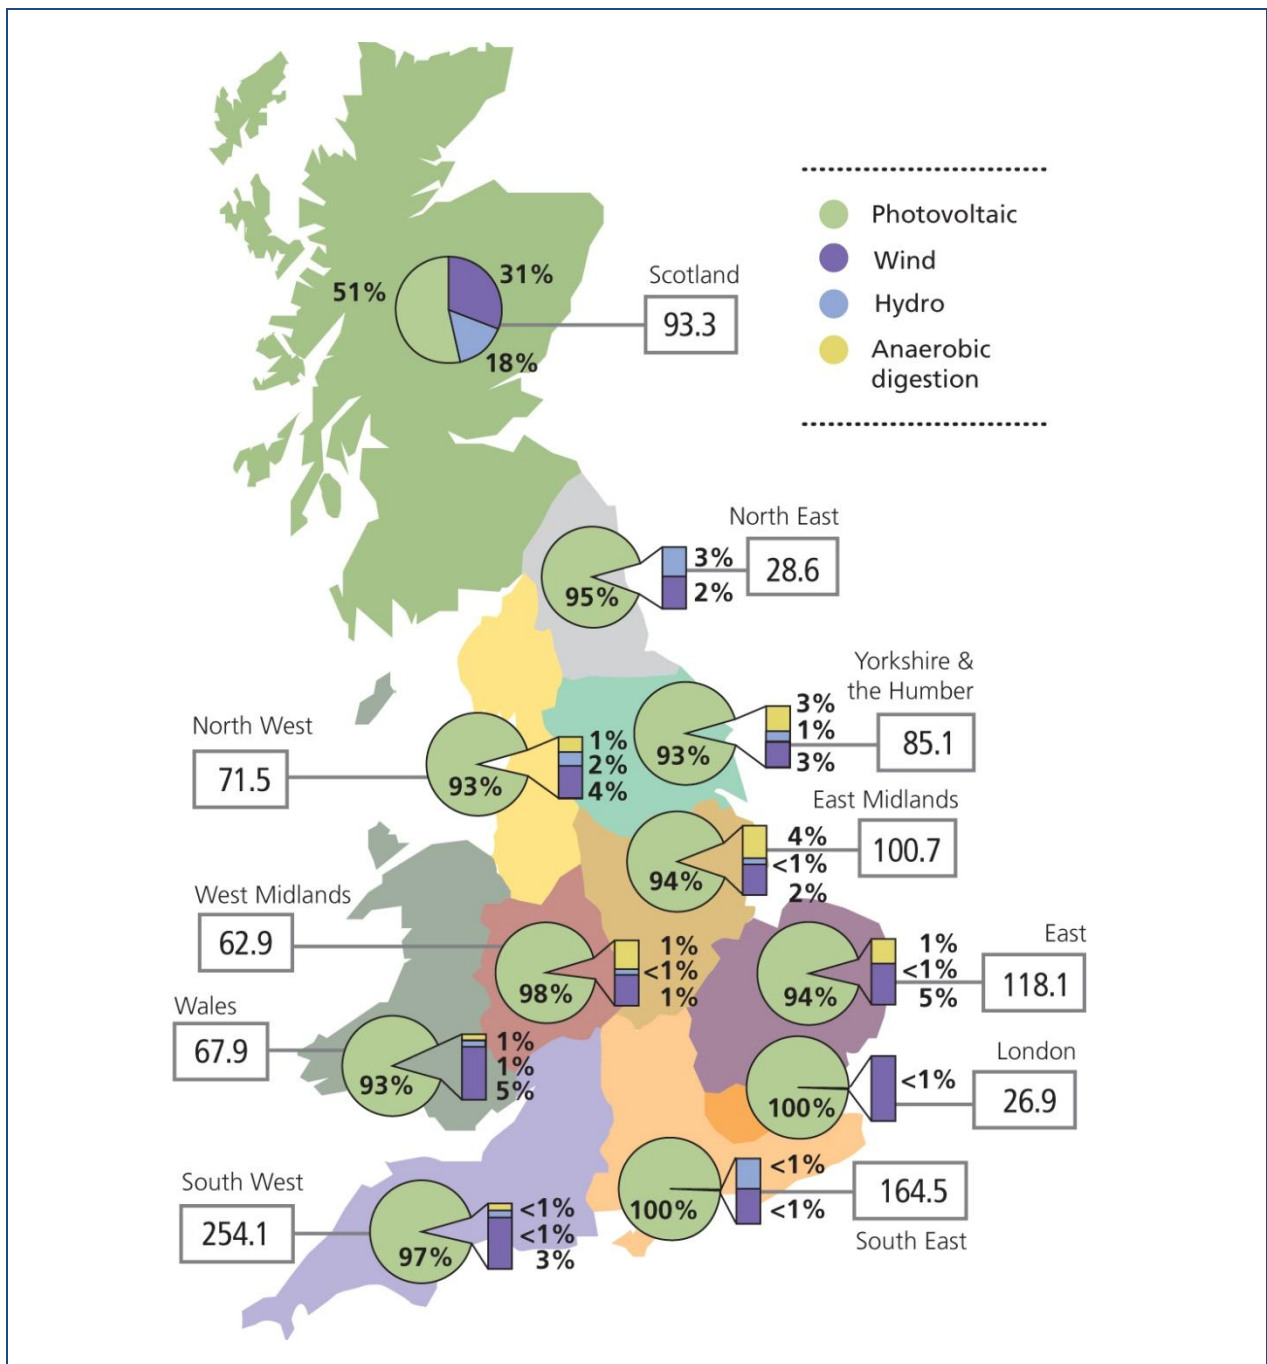 Photovoltaic
Wind
Hydro
Anaerobic
digestion
Scotland
93.3
51%
31%
18%
North East
28.6
95%
3%
2%
Yorkshire &
the Humber
85.1
93%
3%
1%
3%
North West
71.5
93%
1%
2%
4%
East Midlands
100.7
94%
4%
<1%
2%
West Midlands
62.9
98%
1%
<1%
1%
East
118.1
94%
1%
<1%
5%
Wales
67.9
93%
1%
1%
5%
London
26.9
100%
<1%
South West
254.1
97%
<1%
<1%
3%
164.5
South East
100%
<1%
<1%